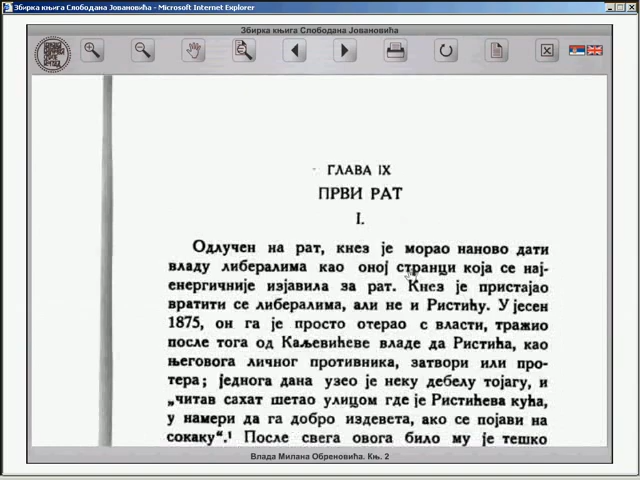 Збирка књига Слободана Јовановића - Microsoft Internet Explorer
Збирка књига Слободана Јовановића
ГЛАВА IX
ПРВИ РАТ
I.
Одлучен на рат, кнез је морао наново дати
владу либералима као оној странци која се нај-
енергичније изјавила за рат. Кнез је пристајао
вратити се либералима, али не и Ристићу. У јесен
1875, он га је просто отерао с власти, тражио
после тога од Каљевићеве владе да Ристића, као
његовога личног противника, затвори или про-
тера; једнога дана узео је неку дебелу тојагу, и
„читав сахат шетао улицом где је Ристићева кућа,
у намери да га добро издевета, ако се појави на
сокаку".¹ После свега овога било му је тешко
Влада Милана Обреновића. Књ. 2